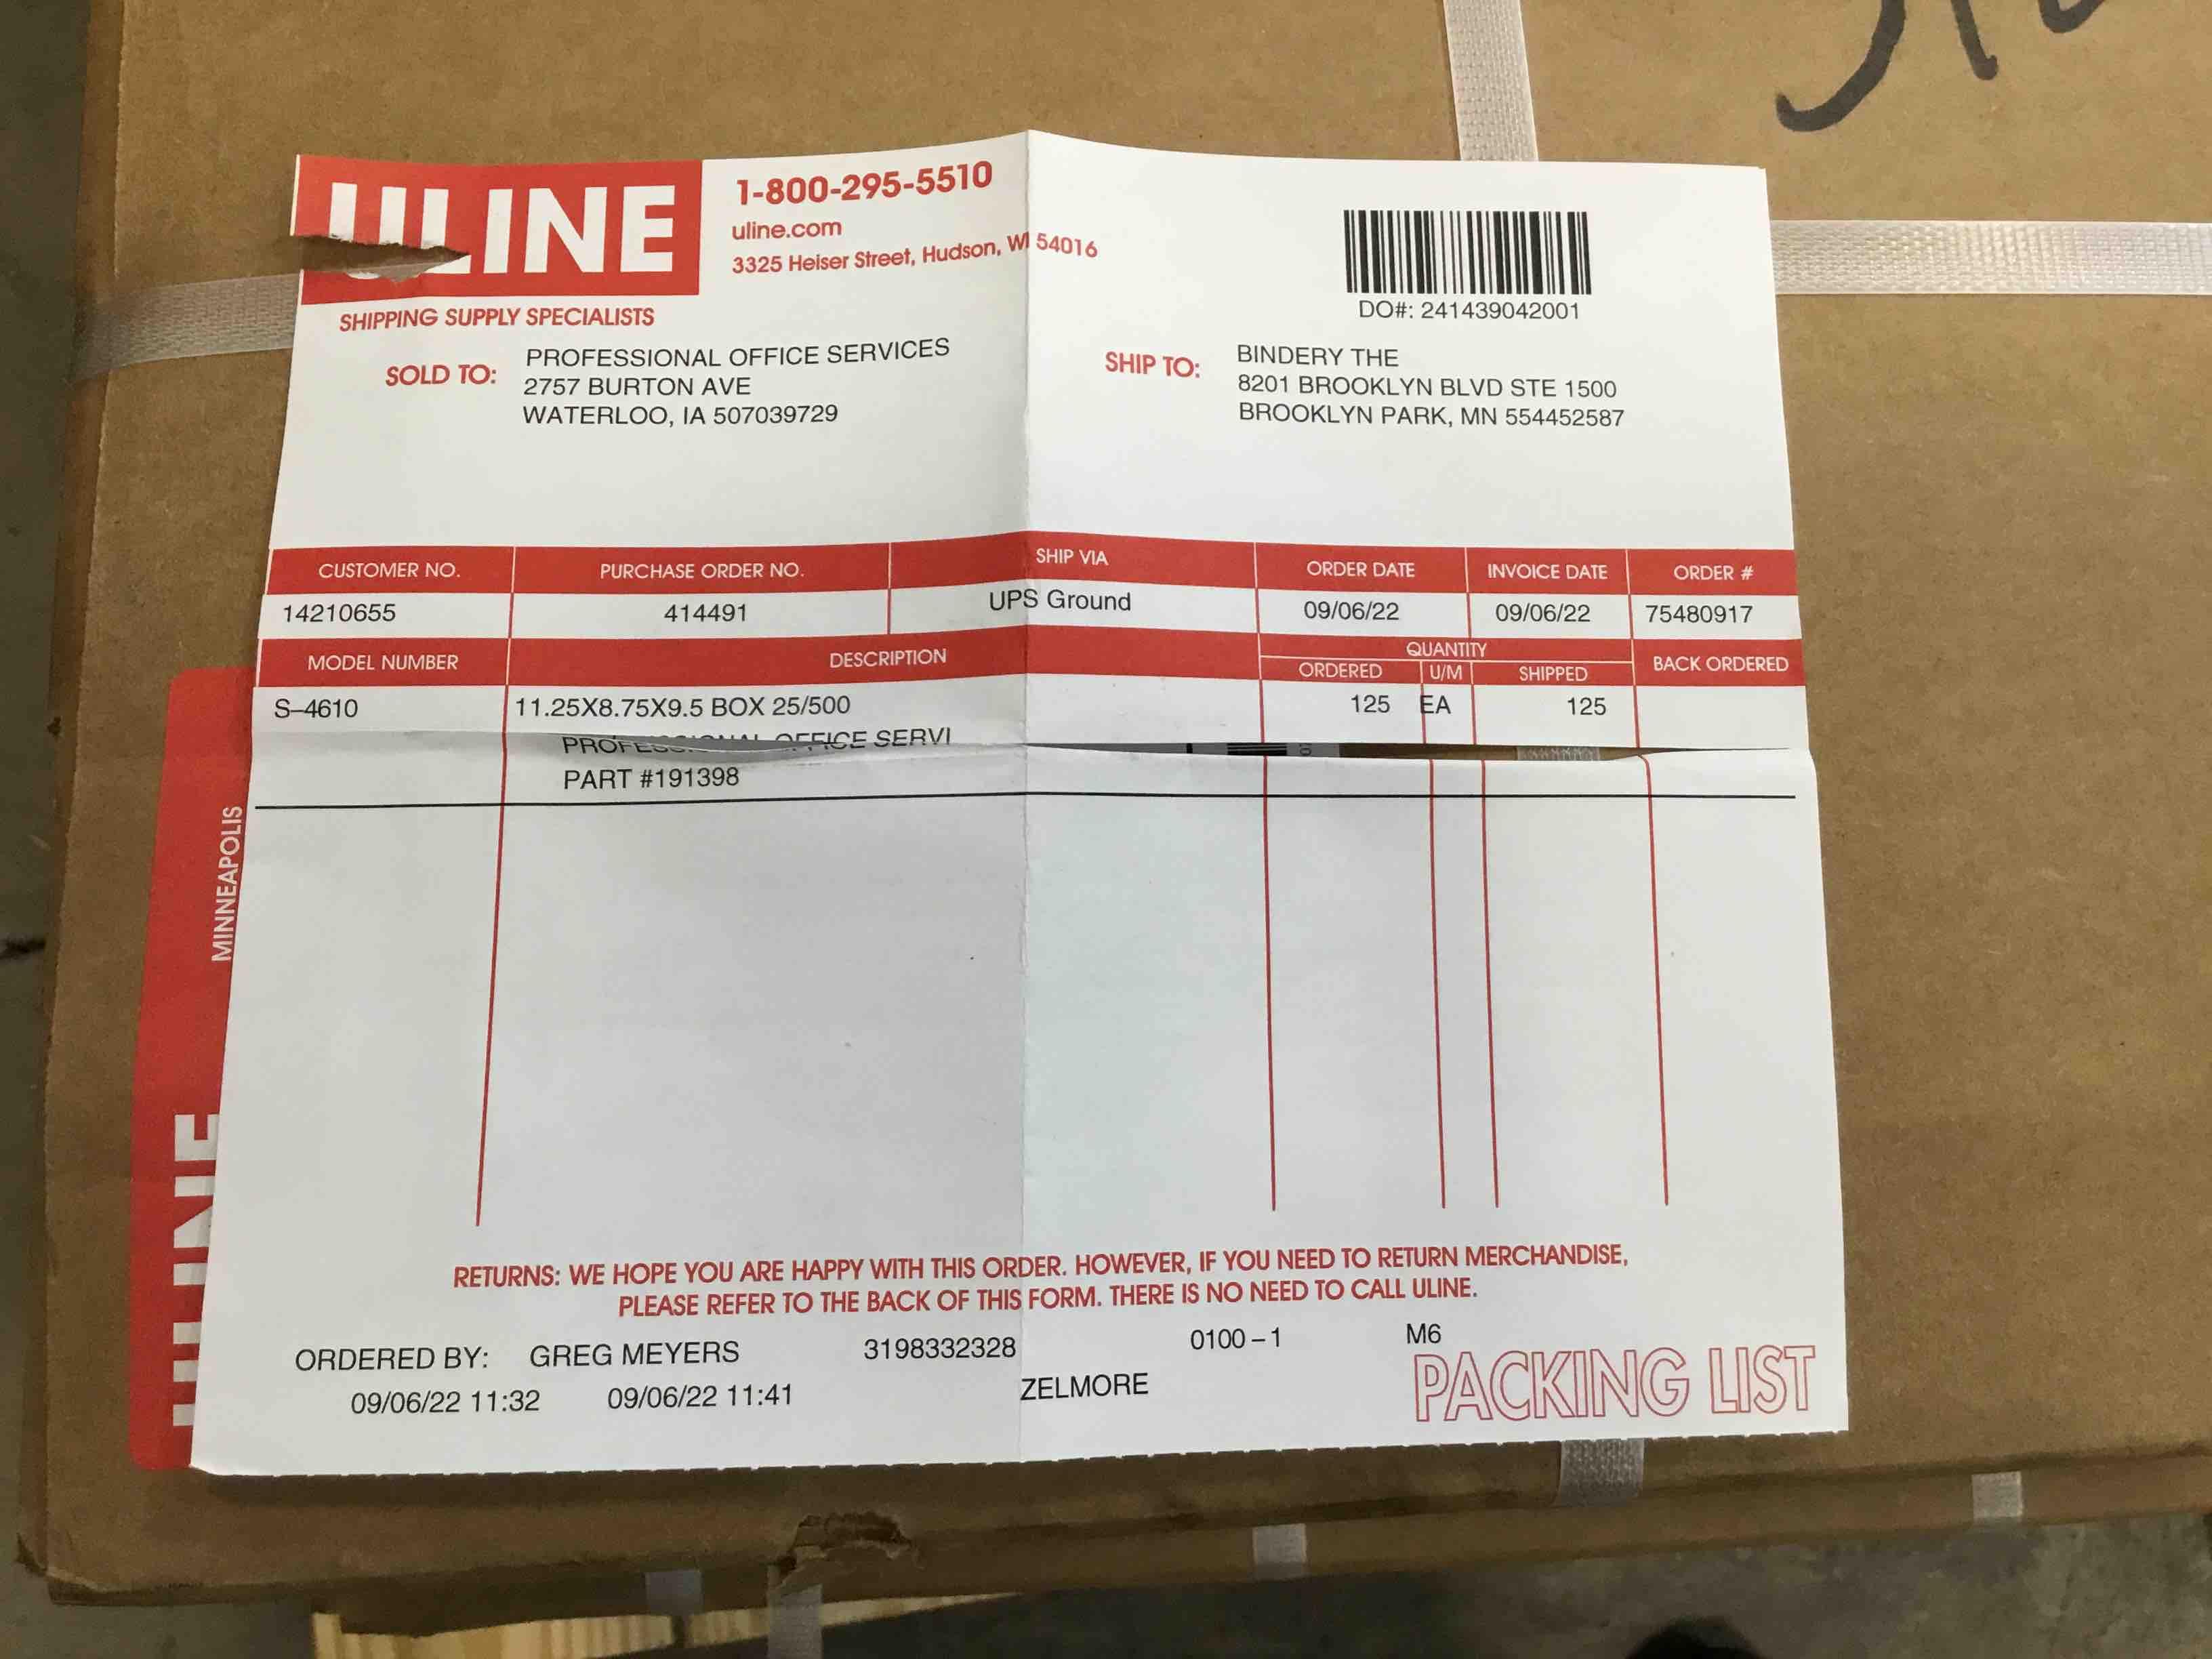 ULINE
1-800-295-5510
uline.com
3325 Heiser Street, Hudson, WI 54016
SHIPPING SUPPLY SPECIALISTS
DO#: 241439042001
SOLD TO:
PROFESSIONAL OFFICE SERVICES
2757 BURTON AVE
WATERLOO, IA 507039729
SHIP TO:
BINDERY THE
8201 BROOKLYN BLVD STE 1500
BROOKLYN PARK, MN 554452587
CUSTOMER NO. PURCHASE ORDER NO. SHIP VIA ORDER DATE INVOICE DATE ORDER #
14210655 414491 UPS Ground 09/06/22 09/06/22 75480917
MODEL NUMBER DESCRIPTION QUANTITY BACK ORDERED
ORDERED U/M SHIPPED
S-4610 11.25X8.75X9.5 BOX 25/500 125 EA 125
PROFESSIONAL OFFICE SERVI
PART #191398
RETURNS: WE HOPE YOU ARE HAPPY WITH THIS ORDER. HOWEVER, IF YOU NEED TO RETURN MERCHANDISE,
PLEASE REFER TO THE BACK OF THIS FORM. THERE IS NO NEED TO CALL ULINE.
ORDERED BY: GREG MEYERS 3198332328 0100-1 M6
09/06/22 11:32 09/06/22 11:41 ZELMORE
PACKING LIST
MINNEAPOLIS
ULINE